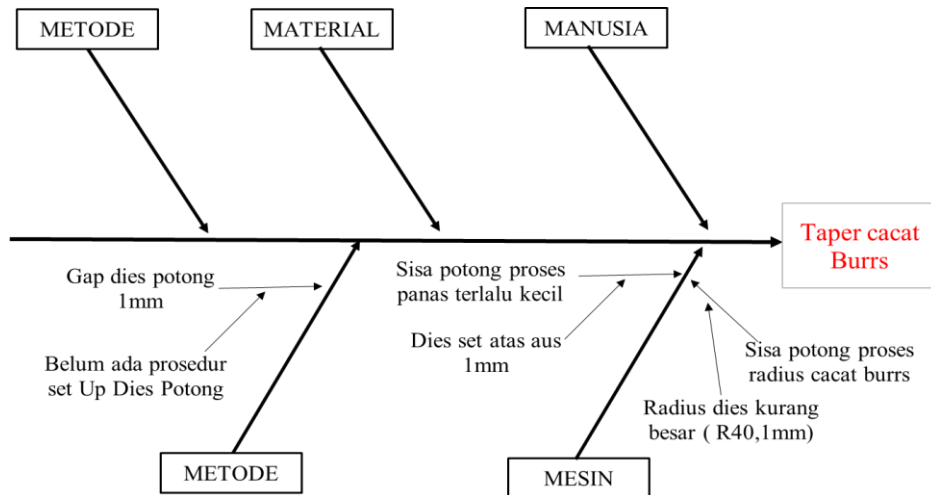 METODE
MATERIAL
MANUSIA
Taper cacat
Burrs
Gap dies potong
1mm
Belum ada prosedur
set Up Dies Potong
Sisa potong proses
panas terlalu kecil
Dies set atas aus
1mm
Sisa potong proses
radius cacat burrs
Radius dies kurang
besar ( R40,1mm)
METODE
MESIN